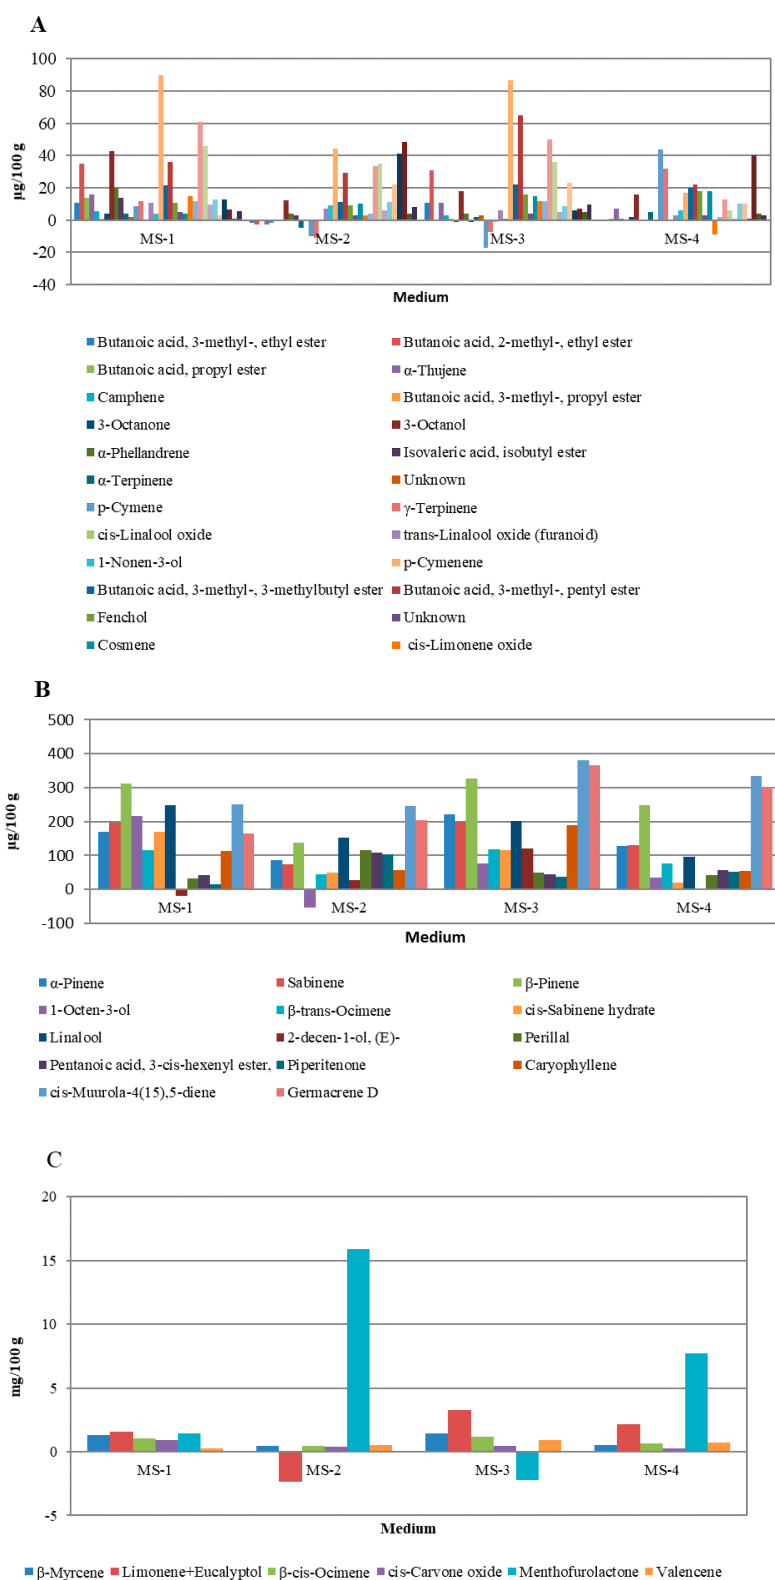 A
100
80
60
40
20
0
-20
-40
µg/100 g
MS-1 MS-2 MS-3 MS-4
Medium
Butanoic acid, 3-methyl-, ethyl ester Butanoic acid, 2-methyl-, ethyl ester
Butanoic acid, propyl ester α-Thujene
Camphene Butanoic acid, 3-methyl-, propyl ester
3-Octanone 3-Octanol
α-Phellandrene Isovaleric acid, isobutyl ester
α-Terpinene Unknown
p-Cymene γ-Terpinene
cis-Linalool oxide trans-Linalool oxide (furanoid)
1-Nonen-3-ol p-Cymenene
Butanoic acid, 3-methyl-, 3-methylbutyl ester Butanoic acid, 3-methyl-, pentyl ester
Fenchol Unknown
Cosmene cis-Limonene oxide
B
500
400
300
200
100
0
-100
µg/100 g
MS-1 MS-2 MS-3 MS-4
Medium
α-Pinene Sabinene β-Pinene
1-Octen-3-ol β-trans-Ocimene cis-Sabinene hydrate
Linalool 2-decen-1-ol, (E)- Perillal
Pentanoic acid, 3-cis-hexenyl ester, Piperitenone Caryophyllene
cis-Muurola-4(15),5-diene Germacrene D
C
20
15
10
5
0
-5
mg/100 g
MS-1 MS-2 MS-3 MS-4
Medium
β-Myrcene Limonene+Eucalyptol β-cis-Ocimene cis-Carvone oxide Menthofurolactone Valencene